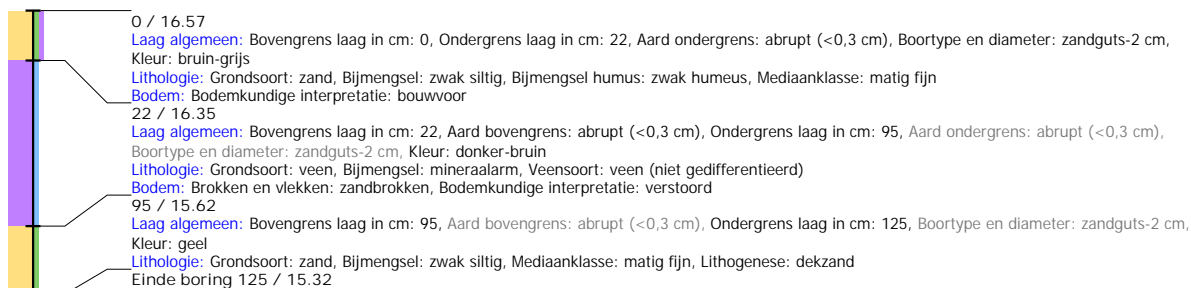 0 / 16.57
Laag algemeen: Bovengrens laag in cm: 0, Ondergrens laag in cm: 22, Aard ondergrens: abrupt (<0,3 cm), Boortype en diameter: zandguts-2 cm,
Kleur: bruin-grijs
Lithologie: Grondsoort: zand, Bijmengsel: zwak siltig, Bijmengsel humus: zwak humeus, Mediaanklasse: matig fijn
Bodem: Bodemkundige interpretatie: bouwvoor
22 / 16.35
Laag algemeen: Bovengrens laag in cm: 22, Aard bovengrens: abrupt (<0,3 cm), Ondergrens laag in cm: 95, Aard ondergrens: abrupt (<0,3 cm),
Boortype en diameter: zandguts-2 cm, Kleur: donker-bruin
Lithologie: Grondsoort: veen, Bijmengsel: mineraalarm, Veensoort: veen (niet gedifferentieerd)
Bodem: Brokken en vlekken: zandbrokken, Bodemkundige interpretatie: verstoord
95 / 15.62
Laag algemeen: Bovengrens laag in cm: 95, Aard bovengrens: abrupt (<0,3 cm), Ondergrens laag in cm: 125, Boortype en diameter: zandguts-2 cm,
Kleur: geel
Lithologie: Grondsoort: zand, Bijmengsel: zwak siltig, Mediaanklasse: matig fijn, Lithogenese: dekzand
Einde boring 125 / 15.32